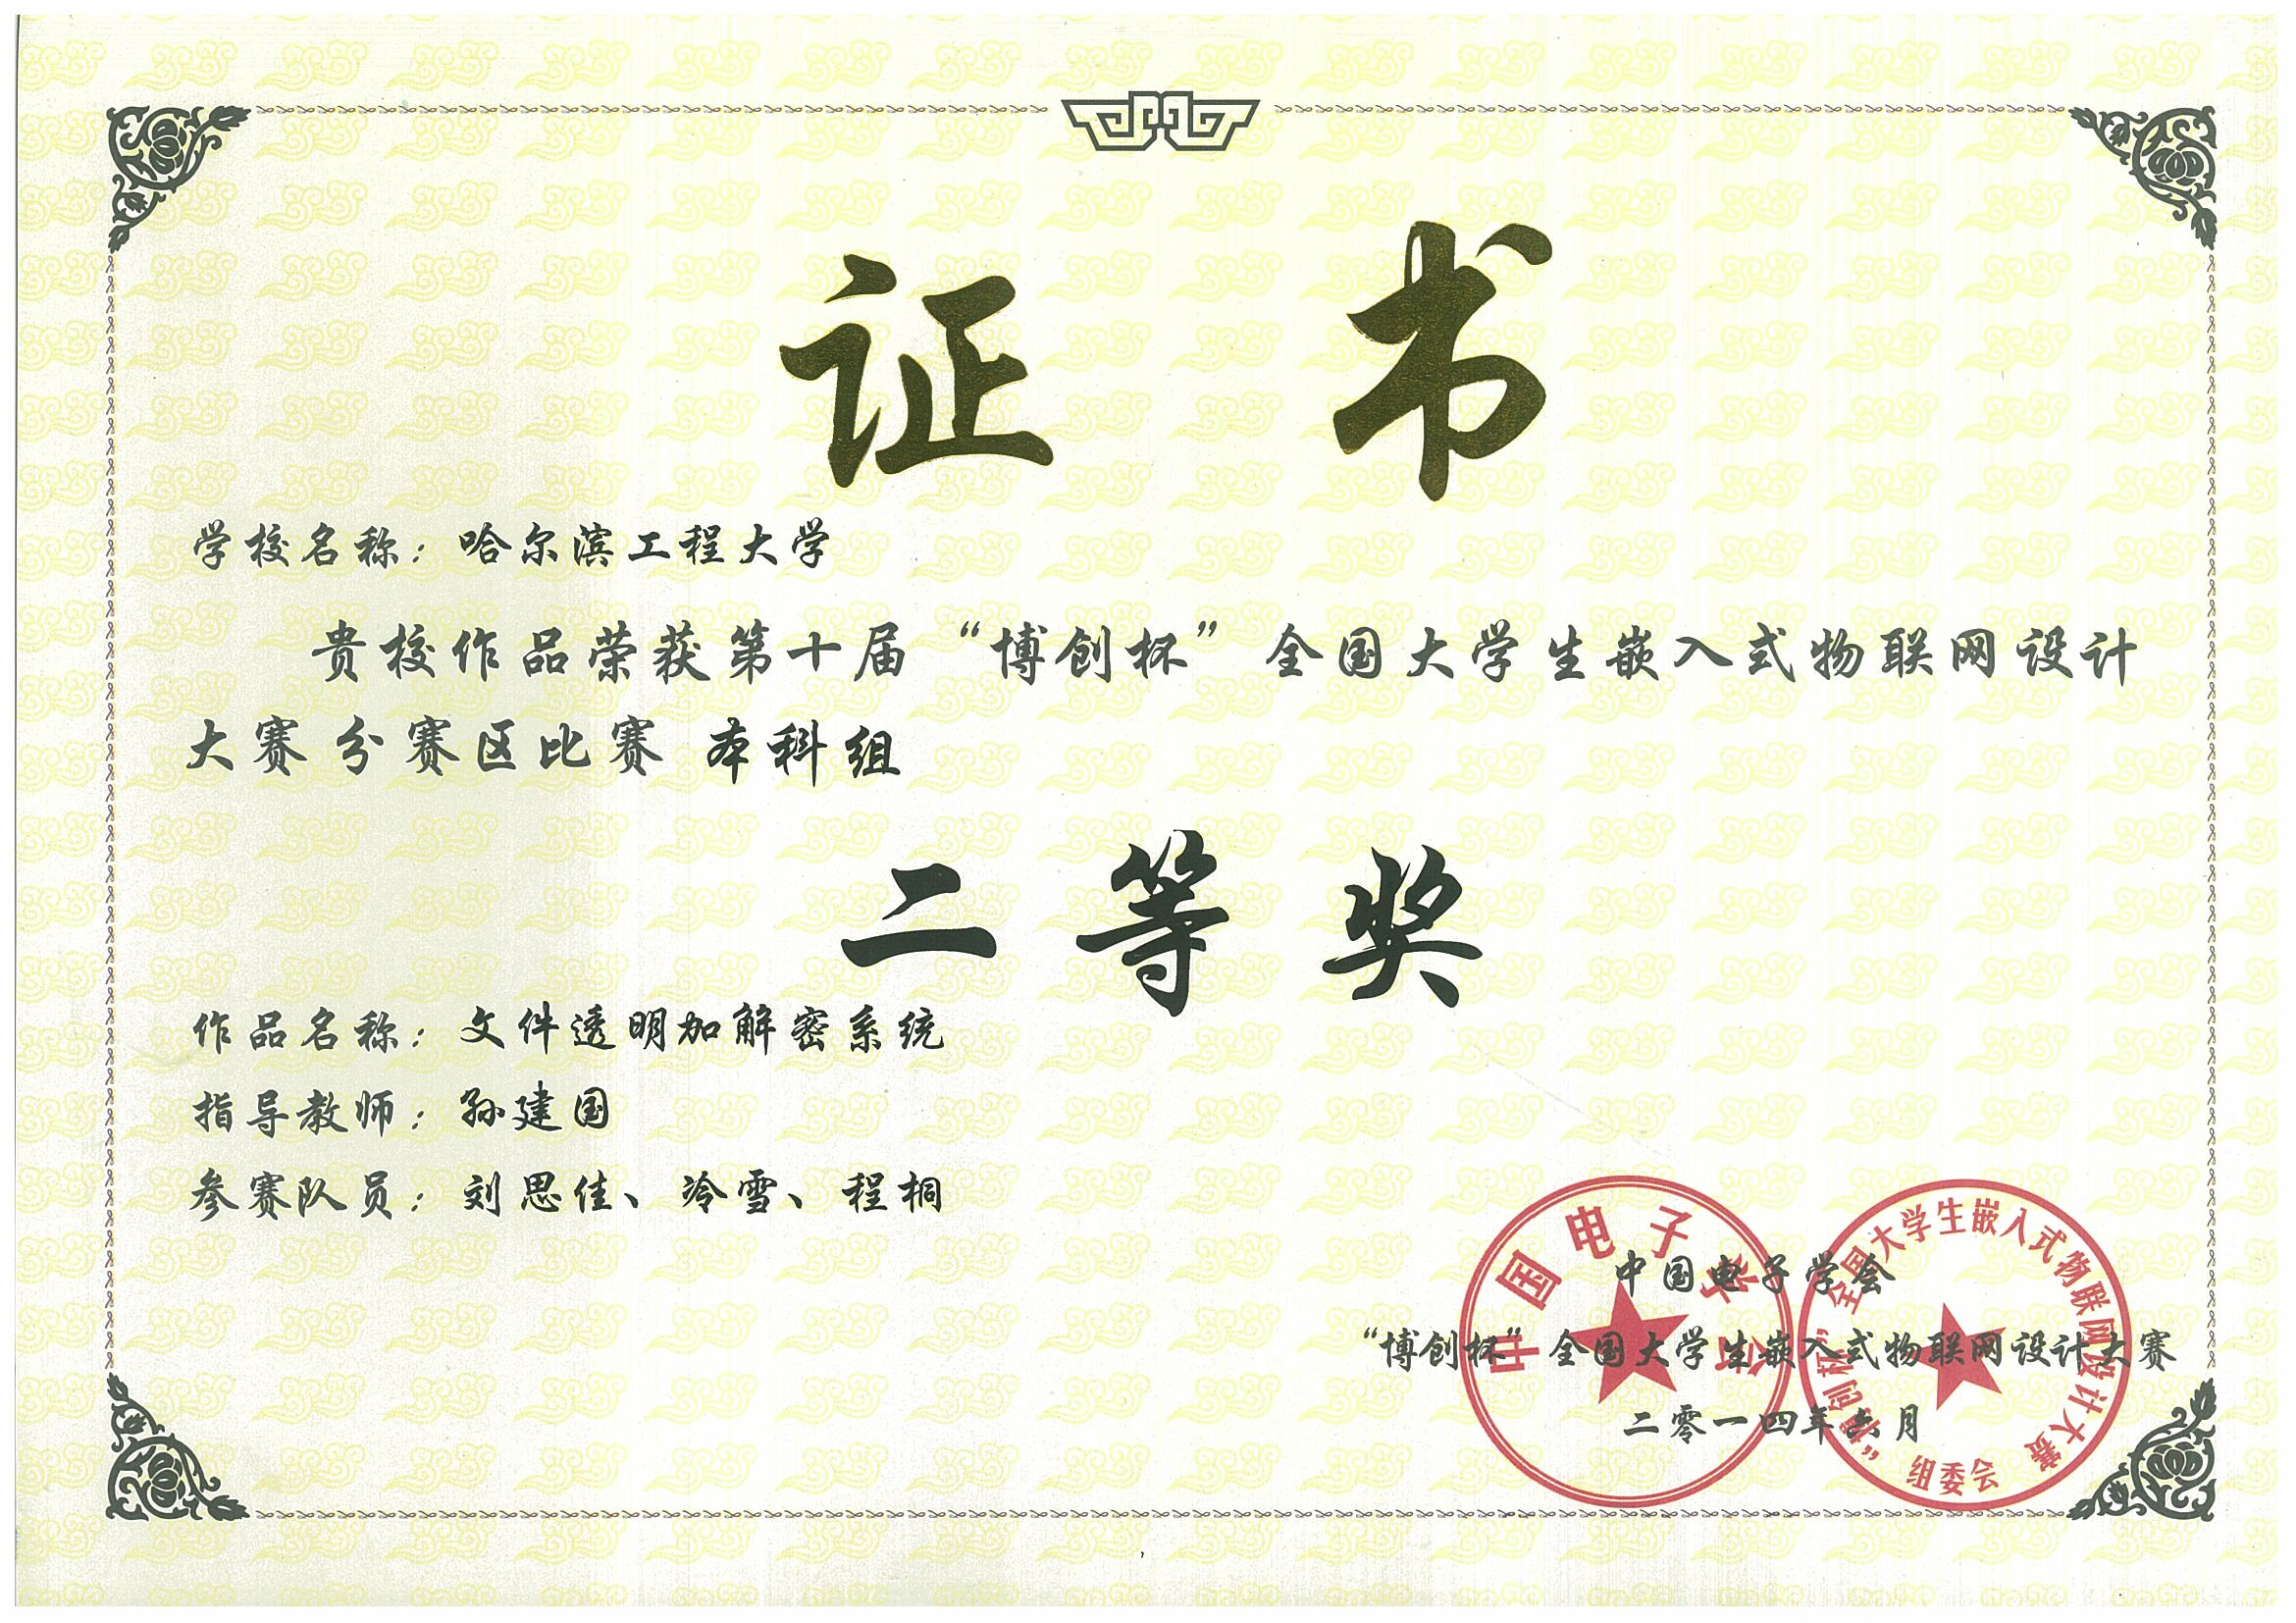 证书
学校名称：哈尔滨工程大学
贵校作品荣获第十届“博创杯”全国大学生嵌入式物联网设计
大赛 分赛区比赛 本科组
二等奖
作品名称：文件透明加解密系统
指导教师：孙建国
参赛队员：刘思佳、冷雪、程桐
中国电子学会
“博创杯”全国大学生嵌入式物联网设计大赛
二零一四年六月
中国电子学会
“博创杯”全国大学生嵌入式物联网设计大赛
组委会